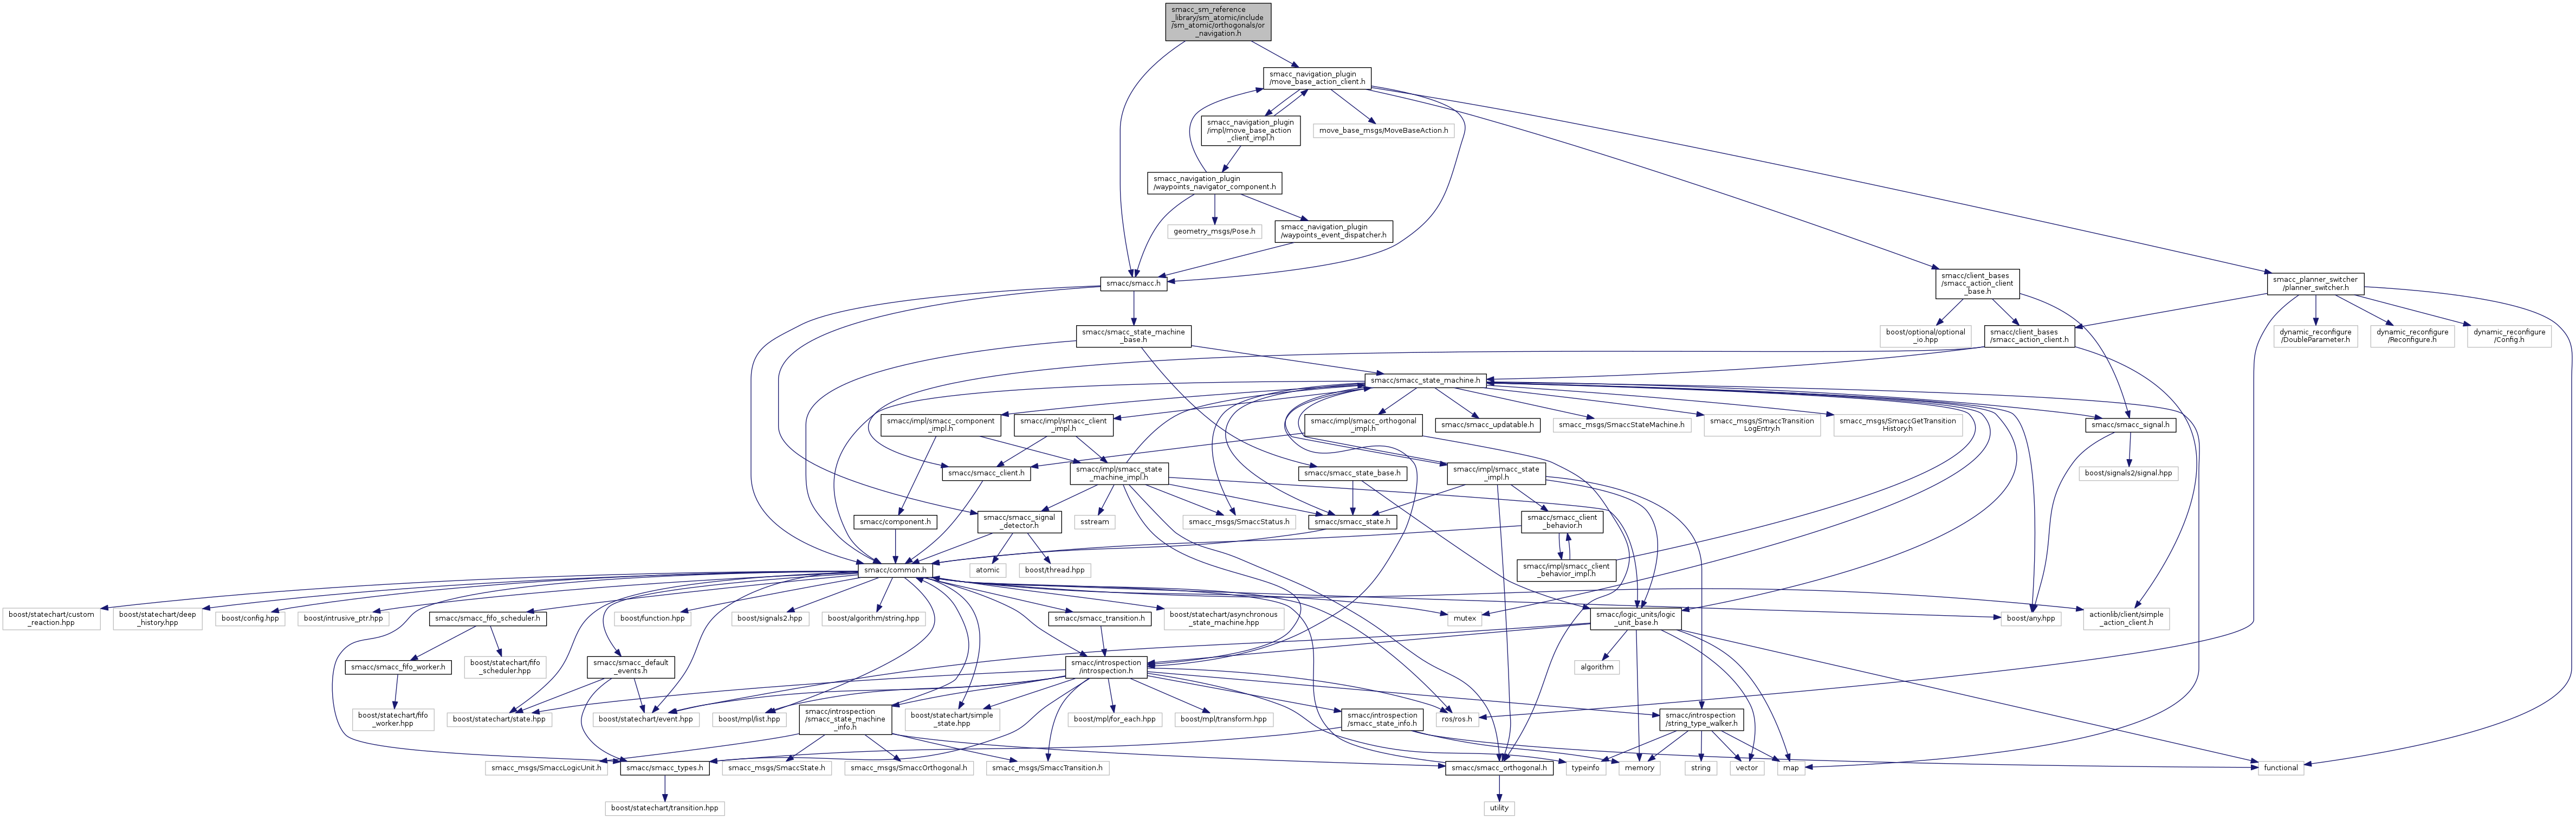 smacc_sm_reference
_library/sm_atomic/include
/sm_atomic/orthogonals/or
_navigation.h
smacc_navigation_plugin
/move_base_action_client.h
smacc_navigation_plugin
/impl/move_base_action
_client_impl.h
move_base_msgs/MoveBaseAction.h
smacc_navigation_plugin
/waypoints_navigator_component.h
geometry_msgs/Pose.h
smacc_navigation_plugin
/waypoints_event_dispatcher.h
smacc/smacc.h
smacc/client_bases
/smacc_action_client
_base.h
smacc_planner_switcher
/planner_switcher.h
smacc/smacc_state_machine
_base.h
boost/optional/optional
_io.hpp
smacc/client_bases
/smacc_action_client.h
dynamic_reconfigure
/DoubleParameter.h
dynamic_reconfigure
/Reconfigure.h
dynamic_reconfigure
/Config.h
smacc/smacc_state_machine.h
smacc/impl/smacc_component
_impl.h
smacc/impl/smacc_client
_impl.h
smacc/impl/smacc_orthogonal
_impl.h
smacc/smacc_updatable.h
smacc_msgs/SmaccStateMachine.h
smacc_msgs/SmaccTransition
LogEntry.h
smacc_msgs/SmaccGetTransition
History.h
smacc/smacc_signal.h
smacc/smacc_client.h
smacc/impl/smacc_state
_machine_impl.h
smacc/smacc_state_base.h
smacc/impl/smacc_state
_impl.h
boost/signals2/signal.hpp
smacc/component.h
smacc/smacc_signal
_detector.h
sstream
smacc_msgs/SmaccStatus.h
smacc/smacc_state.h
smacc/smacc_client
_behavior.h
smacc/common.h
atomic
boost/thread.hpp
smacc/impl/smacc_client
_behavior_impl.h
boost/statechart/custom
_reaction.hpp
boost/statechart/deep
_history.hpp
boost/config.hpp
boost/intrusive_ptr.hpp
smacc/smacc_fifo_scheduler.h
boost/function.hpp
boost/signals2.hpp
boost/algorithm/string.hpp
smacc/smacc_transition.h
boost/statechart/asynchronous
_state_machine.hpp
mutex
smacc/logic_units/logic
_unit_base.h
boost/any.hpp
actionlib/client/simple
_action_client.h
smacc/smacc_fifo_worker.h
boost/statechart/fifo
_scheduler.hpp
smacc/smacc_default
_events.h
smacc/introspection
/introspection.h
algorithm
boost/statechart/fifo
_worker.hpp
boost/statechart/state.hpp
boost/statechart/event.hpp
boost/mpl/list.hpp
smacc/introspection
/smacc_state_machine
_info.h
boost/statechart/simple
_state.hpp
boost/mpl/for_each.hpp
boost/mpl/transform.hpp
smacc/introspection
/smacc_state_info.h
ros/ros.h
smacc/introspection
/string_type_walker.h
smacc_msgs/SmaccLogicUnit.h
smacc/smacc_types.h
smacc_msgs/SmaccState.h
smacc_msgs/SmaccOrthogonal.h
smacc_msgs/SmaccTransition.h
smacc/smacc_orthogonal.h
typeinfo
memory
string
vector
map
functional
boost/statechart/transition.hpp
utility